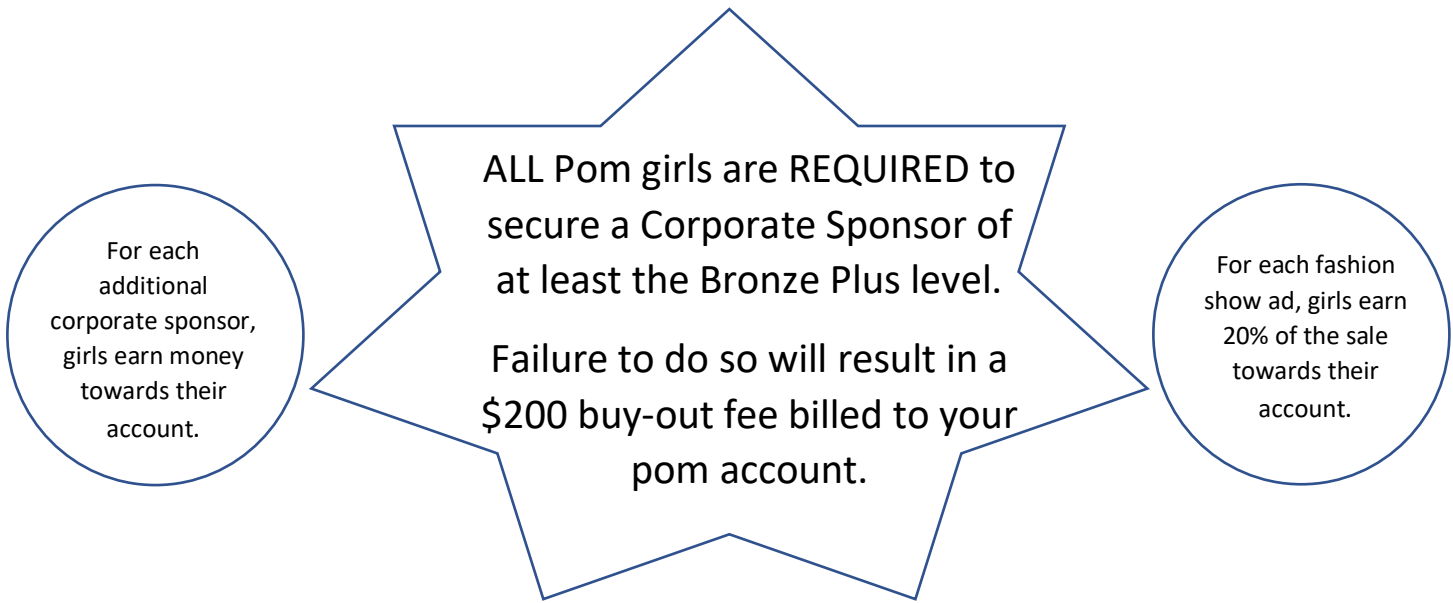 For each
additional
corporate sponsor,
girls earn money
towards their
account.
ALL Pom girls are REQUIRED to
secure a Corporate Sponsor of
at least the Bronze Plus level.
Failure to do so will result in a
$200 buy-out fee billed to your
pom account.
For each fashion
show ad, girls earn
20% of the sale
towards their
account.